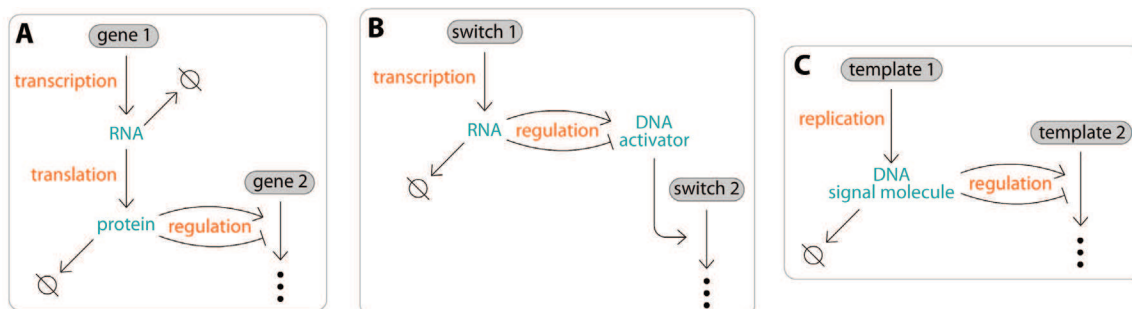 A
gene 1
transcription
RNA
translation
gene 2
protein
regulation
B
switch 1
transcription
RNA
regulation
DNA
activator
switch 2
C
template 1
replication
template 2
DNA
signal molecule
regulation